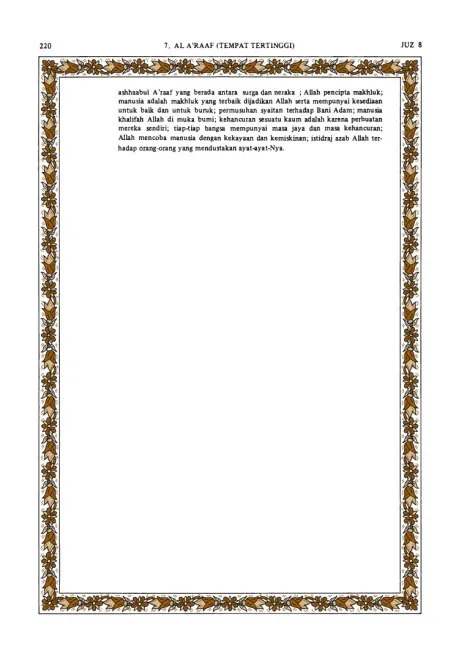 220 7. AL A'RAAF (TEMPAT TERTINGGI) JUZ 8
ashhaabul A'raaf yang berada antara surga dan neraka ; Allah pencipta makhluk;
manusia adalah makhluk yang terbaik dijadikan Allah serta mempunyai kesediaan
untuk baik dan untuk buruk; permusuhan syaitan terhadap Bani Adam; manusia
khalifah Allah di muka bumi; kehancuran sesuatu kaum adalah karena perbuatan
mereka sendiri; tiap-tiap bangsa mempunyai masa jaya dan masa kehancuran;
Allah mencoba manusia dengan kekayaan dan kemiskinan; istidraj azab Allah ter-
hadap orang-orang yang mendustakan ayat-ayat-Nya.